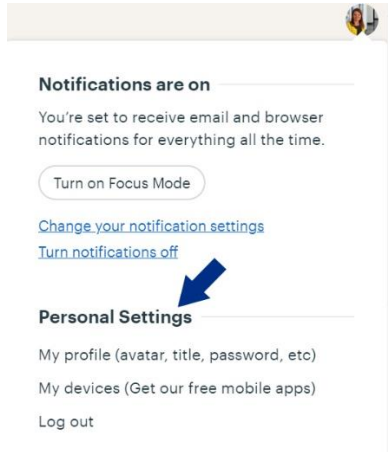 Notifications are on
You’re set to receive email and browser
notifications for everything all the time.
Turn on Focus Mode
Change your notification settings
Turn notifications off
Personal Settings
My profile (avatar, title, password, etc)
My devices (Get our free mobile apps)
Log out